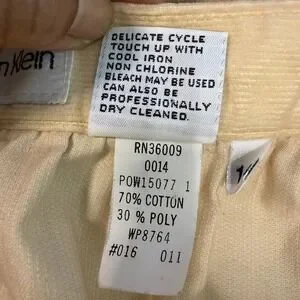 n Klein
DELICATE CYCLE
TOUCH UP WITH
COOL IRON
NON CHLORINE
BLEACH MAY BE USED
CAN ALSO BE
PROFESSIONALLY
DRY CLEANED.
RN36009
0014
POW15077 1
70% COTTON
30 % POLY
WP8764
#016 011